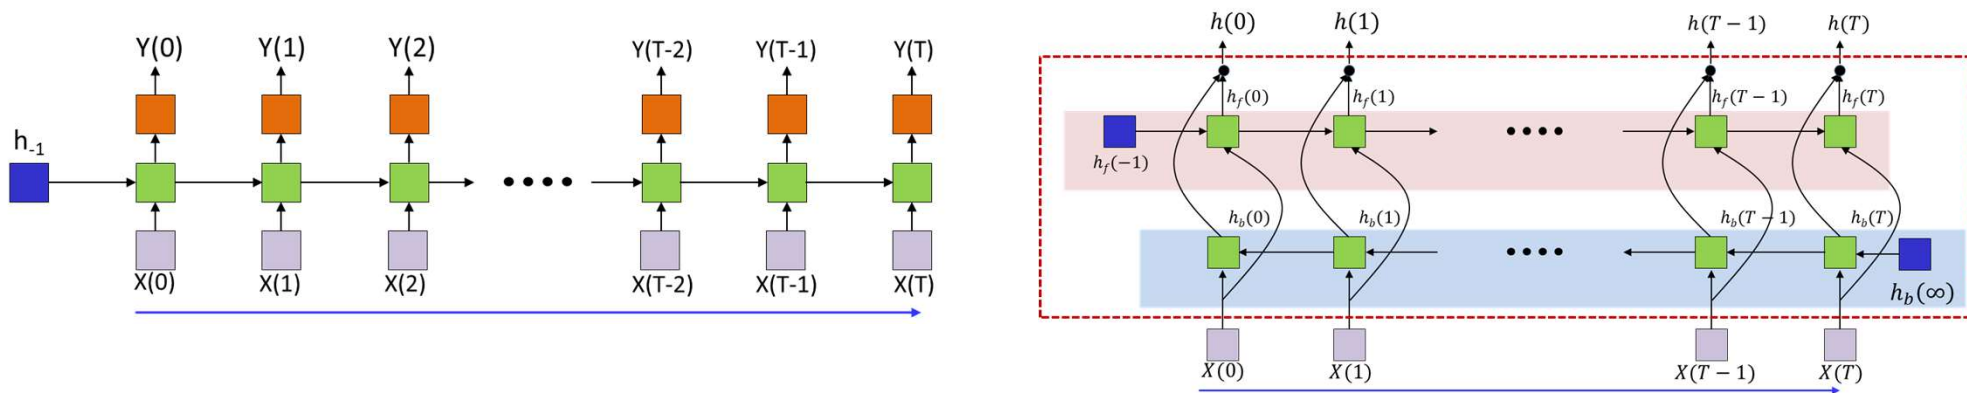 Y(0) Y(1) Y(2) Y(T-2) Y(T-1) Y(T)
h-1
X(0) X(1) X(2) X(T-2) X(T-1) X(T)
h(0) h(1) h(T − 1) h(T)
hf(0) hf(1) hf(T − 1) hf(T)
hf(−1)
hb(0) hb(1) hb(T − 1) hb(T)
hb(∞)
X(0) X(1) X(T − 1) X(T)